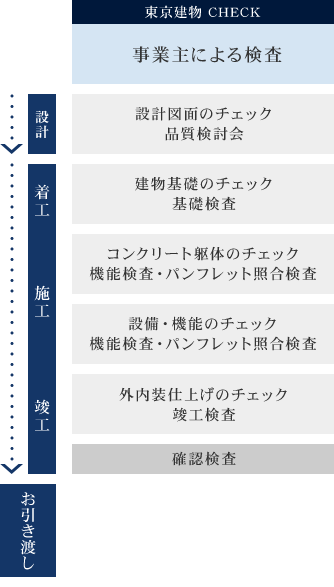 東京建物 CHECK
事業主による検査
設計
設計図面のチェック
品質検討会
着工
建物基礎のチェック
基礎検査
施工
コンクリート躯体のチェック
機能検査・パンフレット照合検査
設備・機能のチェック
機能検査・パンフレット照合検査
竣工
外内装仕上げのチェック
竣工検査
確認検査
お引き渡し